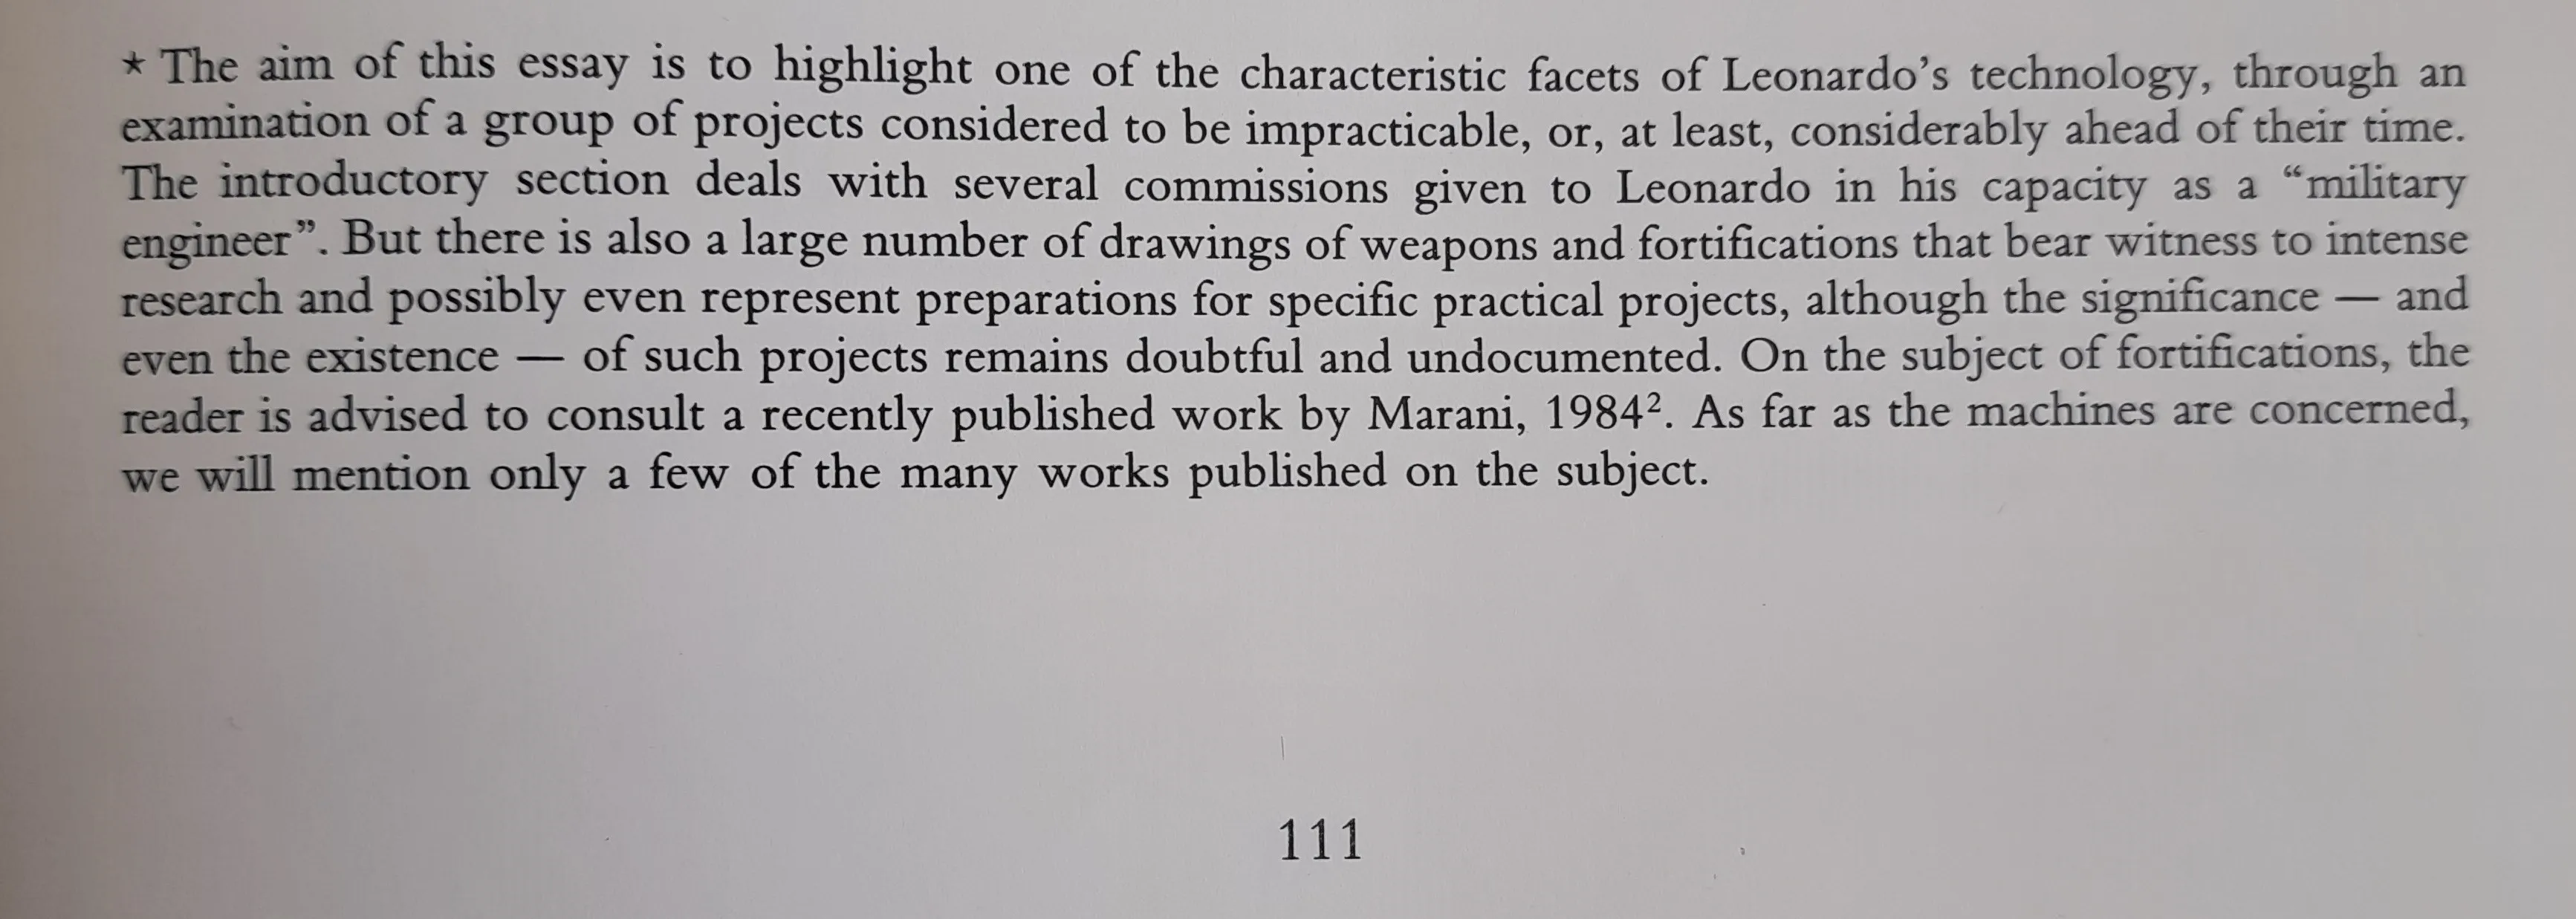 ★ The aim of this essay is to highlight one of the characteristic facets of Leonardo’s technology, through an
examination of a group of projects considered to be impracticable, or, at least, considerably ahead of their time.
The introductory section deals with several commissions given to Leonardo in his capacity as a “military
engineer”. But there is also a large number of drawings of weapons and fortifications that bear witness to intense
research and possibly even represent preparations for specific practical projects, although the significance — and
even the existence — of such projects remains doubtful and undocumented. On the subject of fortifications, the
reader is advised to consult a recently published work by Marani, 1984². As far as the machines are concerned,
we will mention only a few of the many works published on the subject.
111